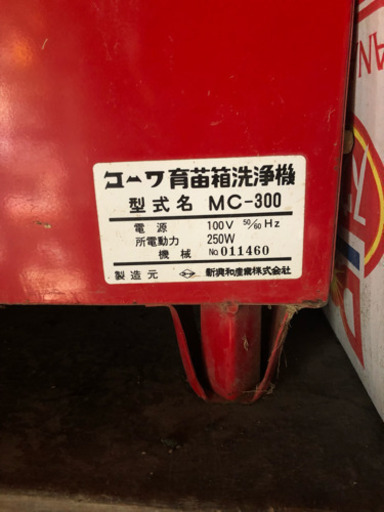 コーワ育苗箱洗浄機
型式名 MC-300
電源 100V 50/60Hz
所電動力 250W
機械 No 011460
製造元 新興和産業株式会社